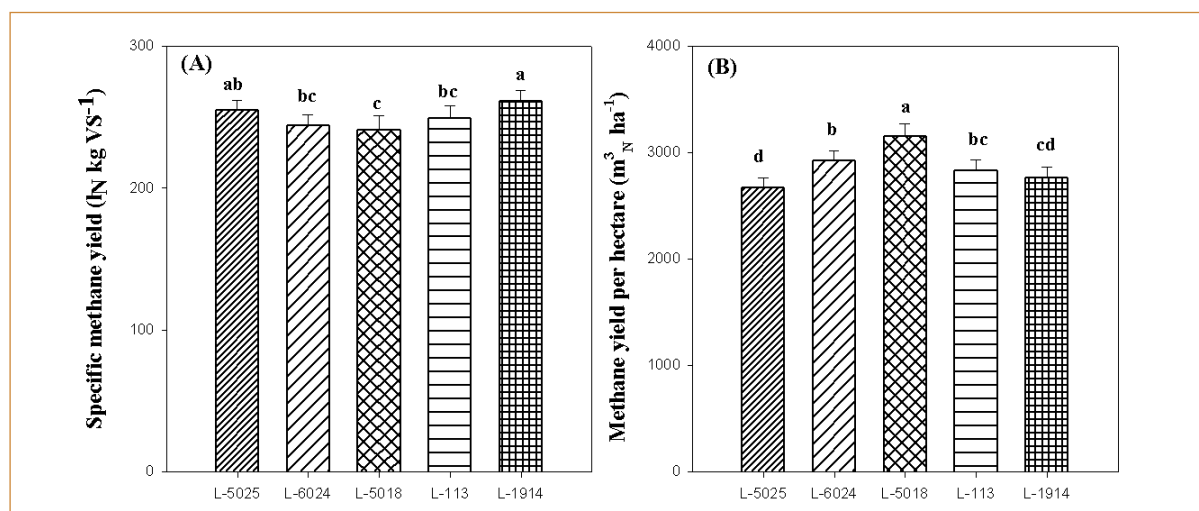 (A)
Specific methane yield (lN kg VS-1)
300
200
100
0
ab
bc
c
bc
a
L-5025
L-6024
L-5018
L-113
L-1914
(B)
Methane yield per hectare (m3N ha-1)
4000
3000
2000
1000
0
d
b
a
bc
cd
L-5025
L-6024
L-5018
L-113
L-1914